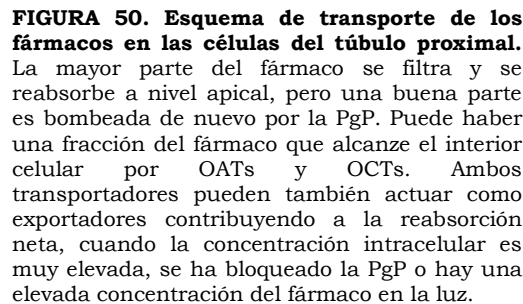 FIGURA 50. Esquema de transporte de los
fármacos en las células del túbulo proximal.
La mayor parte del fármaco se filtra y se
reabsorbe a nivel apical, pero una buena parte
es bombeada de nuevo por la PgP. Puede haber
una fracción del fármaco que alcanze el interior
celular por OATs y OCTs. Ambos
transportadores pueden también actuar como
exportadores contribuyendo a la reabsorción
neta, cuando la concentración intracelular es
muy elevada, se ha bloqueado la PgP o hay una
elevada concentración del fármaco en la luz.